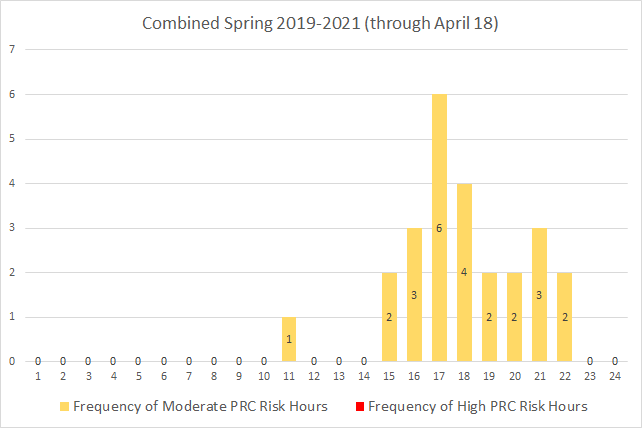 Combined Spring 2019-2021 (through April 18)
7
6
5
4
3
2
1
0
0 0 0 0 0 0 0 0 0 0 1 0 0 0 2 3 6 4 2 2 3 2 0 0
1 2 3 4 5 6 7 8 9 10 11 12 13 14 15 16 17 18 19 20 21 22 23 24
Frequency of Moderate PRC Risk Hours Frequency of High PRC Risk Hours